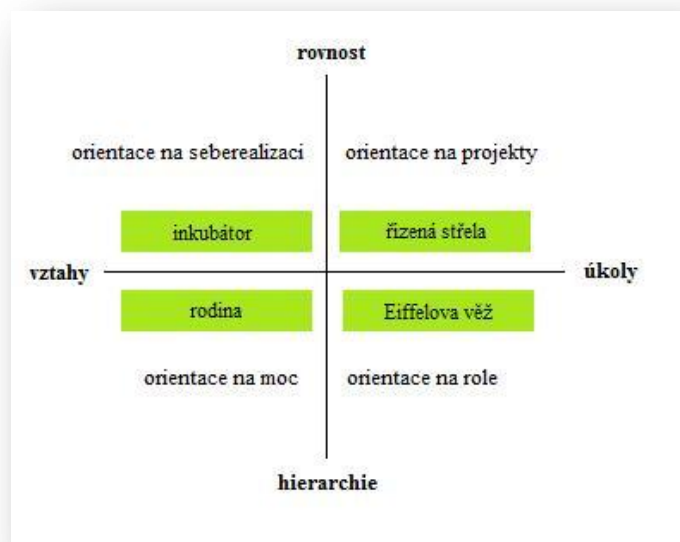 rovnost
orientace na seberealizaci orientace na projekty
inkubátor řízená střela
vztahy úkoly
rodina Eiffelova věž
orientace na moc orientace na role
hierarchie